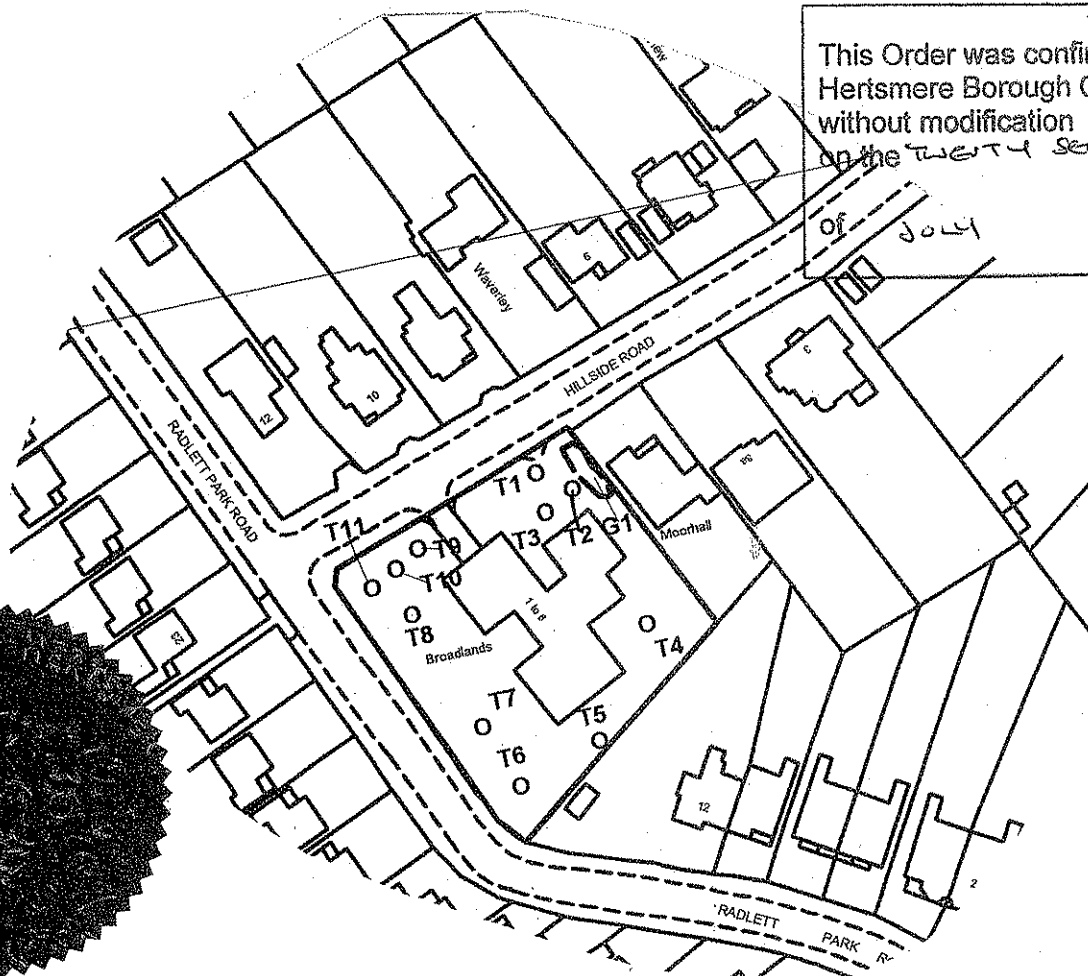 This Order was confi
Hertsmere Borough C
without modification
on the TWENTY SE
of JULY
Waverley
6
HILLSIDE ROAD
10
12
RADLETT PARK ROAD
3
T1
T2
G1
T3
Moorhall
T11
T9
T10
T8
1 to 8
Broadlands
T4
T7
T5
T6
12
2
RADLETT PARK R